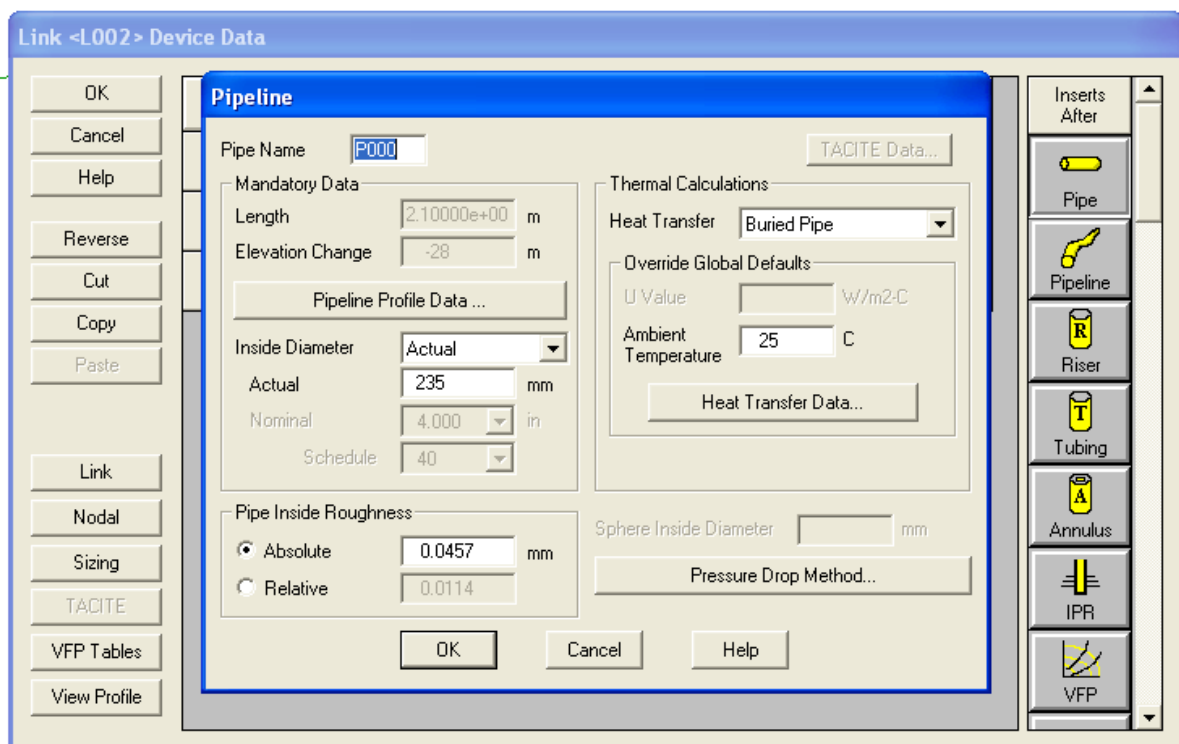 Link <L002> Device Data
OK
Cancel
Help
Reverse
Cut
Copy
Paste
Link
Nodal
Sizing
TACITE
VFP Tables
View Profile
Pipeline
Pipe Name P000
TACITE Data...
Mandatory Data
Length 2.10000e+00 m
Elevation Change -28 m
Pipeline Profile Data ...
Inside Diameter Actual
Actual 235 mm
Nominal 4.000 in
Schedule 40
Pipe Inside Roughness
Absolute 0.0457 mm
Relative 0.0114
Thermal Calculations
Heat Transfer Buried Pipe
Override Global Defaults
U Value W/m2-C
Ambient
Temperature 25 C
Heat Transfer Data...
Sphere Inside Diameter mm
Pressure Drop Method...
OK Cancel Help
Inserts
After
Pipe
Pipeline
R
Riser
T
Tubing
A
Annulus
IPR
VFP